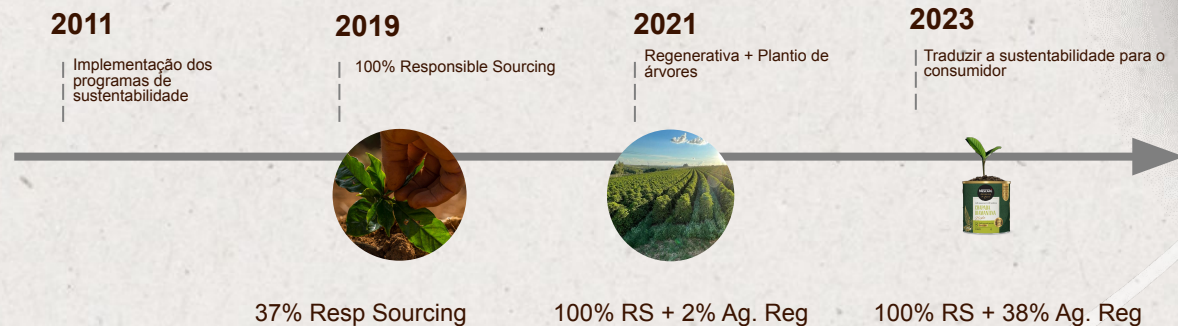 2011
Implementação dos
programas de
sustentabilidade
2019
100% Responsible Sourcing
2021
Regenerativa + Plantio de
árvores
2023
Traduzir a sustentabilidade para o
consumidor
37% Resp Sourcing
100% RS + 2% Ag. Reg
100% RS + 38% Ag. Reg